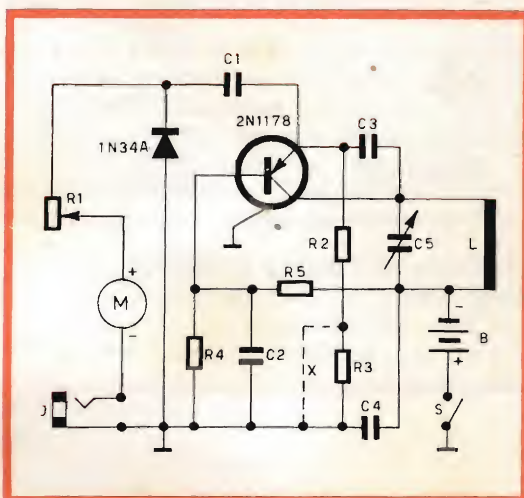 C1
2N1178
C3
1N34A
R1
R2
C5
L
+
M
-
R5
-
B
+
R4
C2
X
R3
S
J
C4